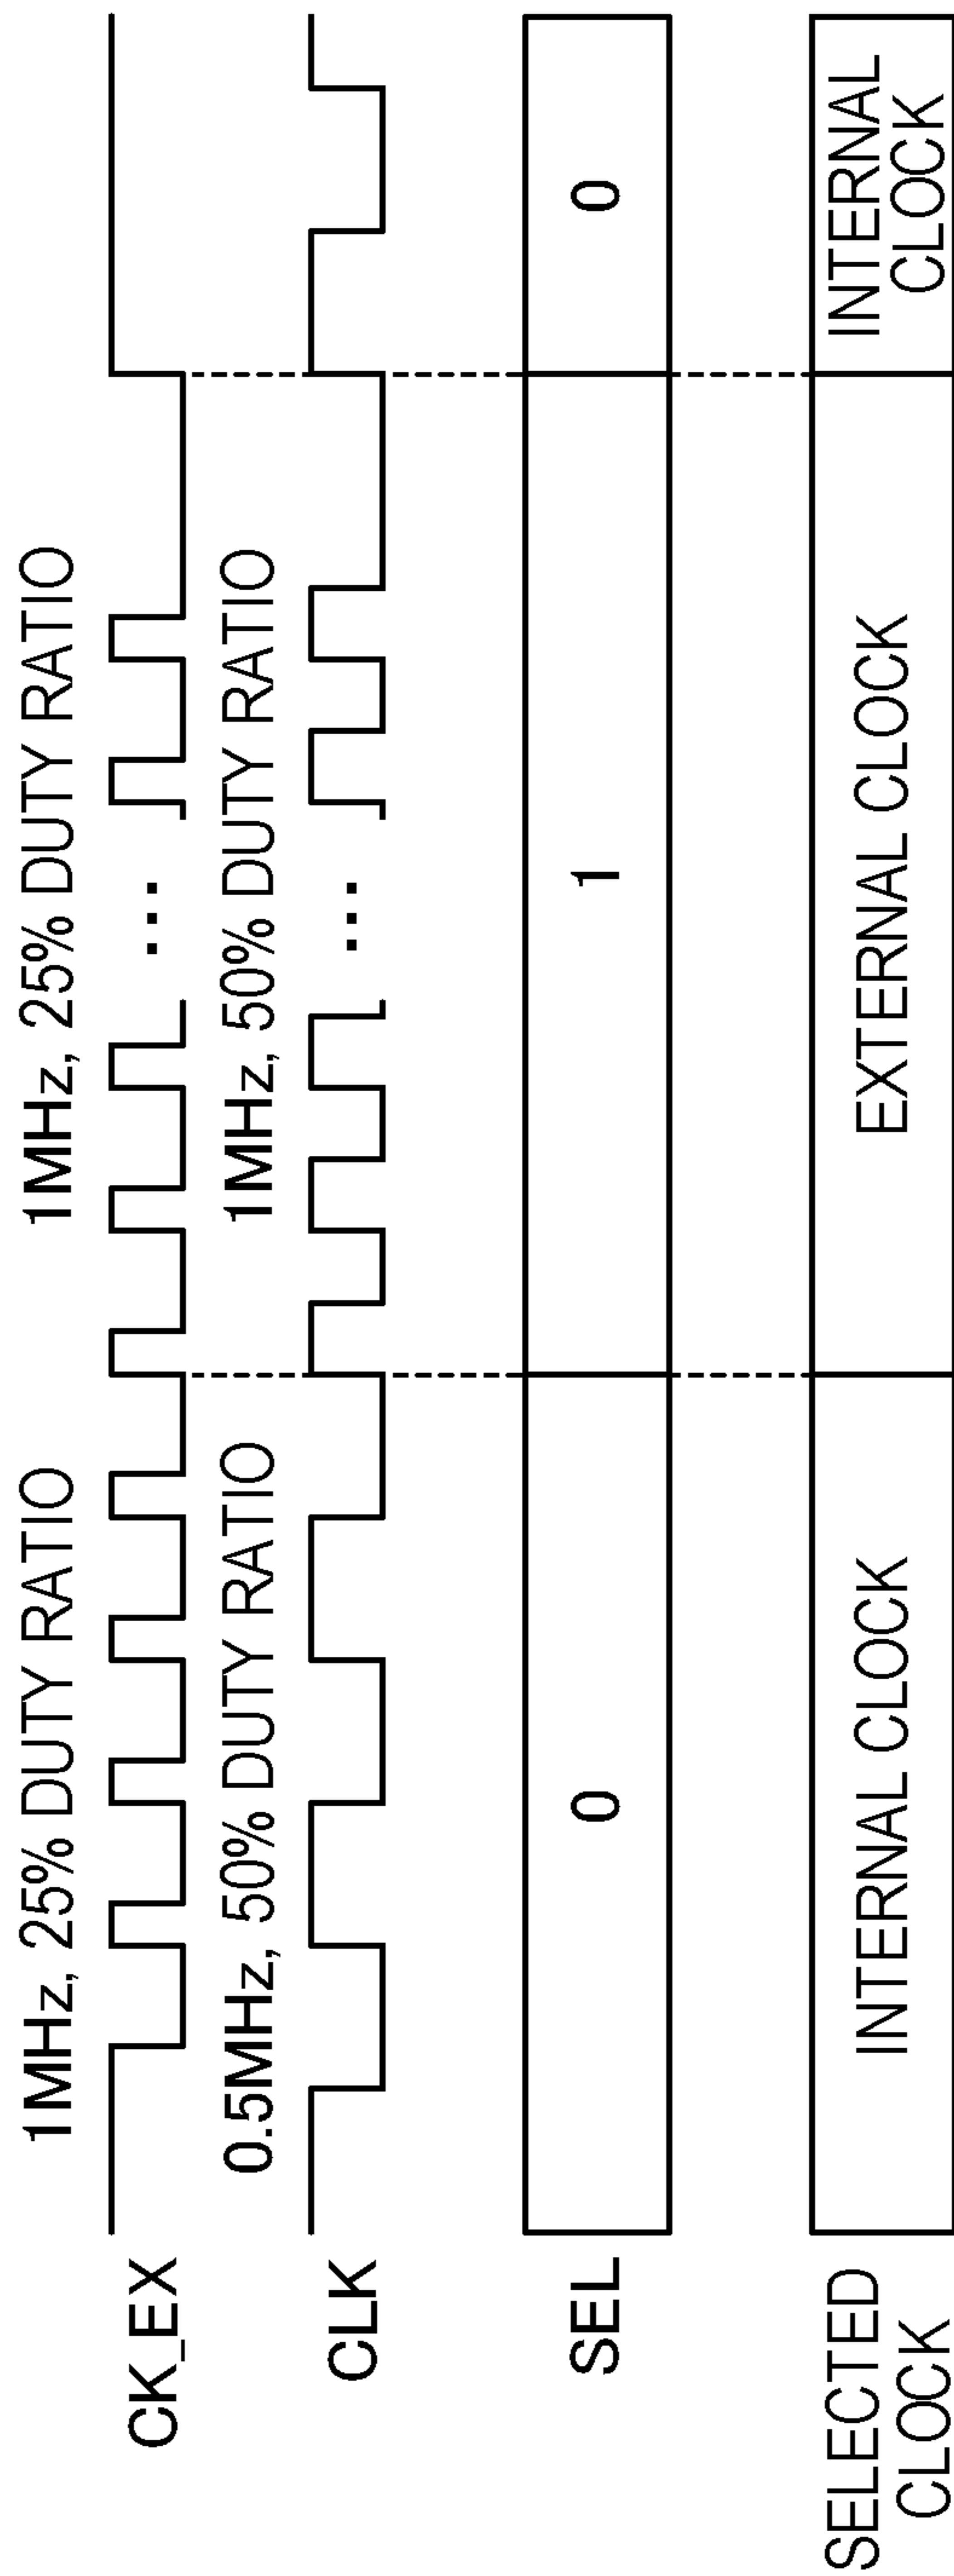 1MHz, 25% DUTY RATIO
1MHz, 25% DUTY RATIO
CK_EX
...
0.5MHz, 50% DUTY RATIO
1MHz, 50% DUTY RATIO
CLK
...
SEL
0
1
0
SELECTED
CLOCK
INTERNAL CLOCK
EXTERNAL CLOCK
INTERNAL
CLOCK